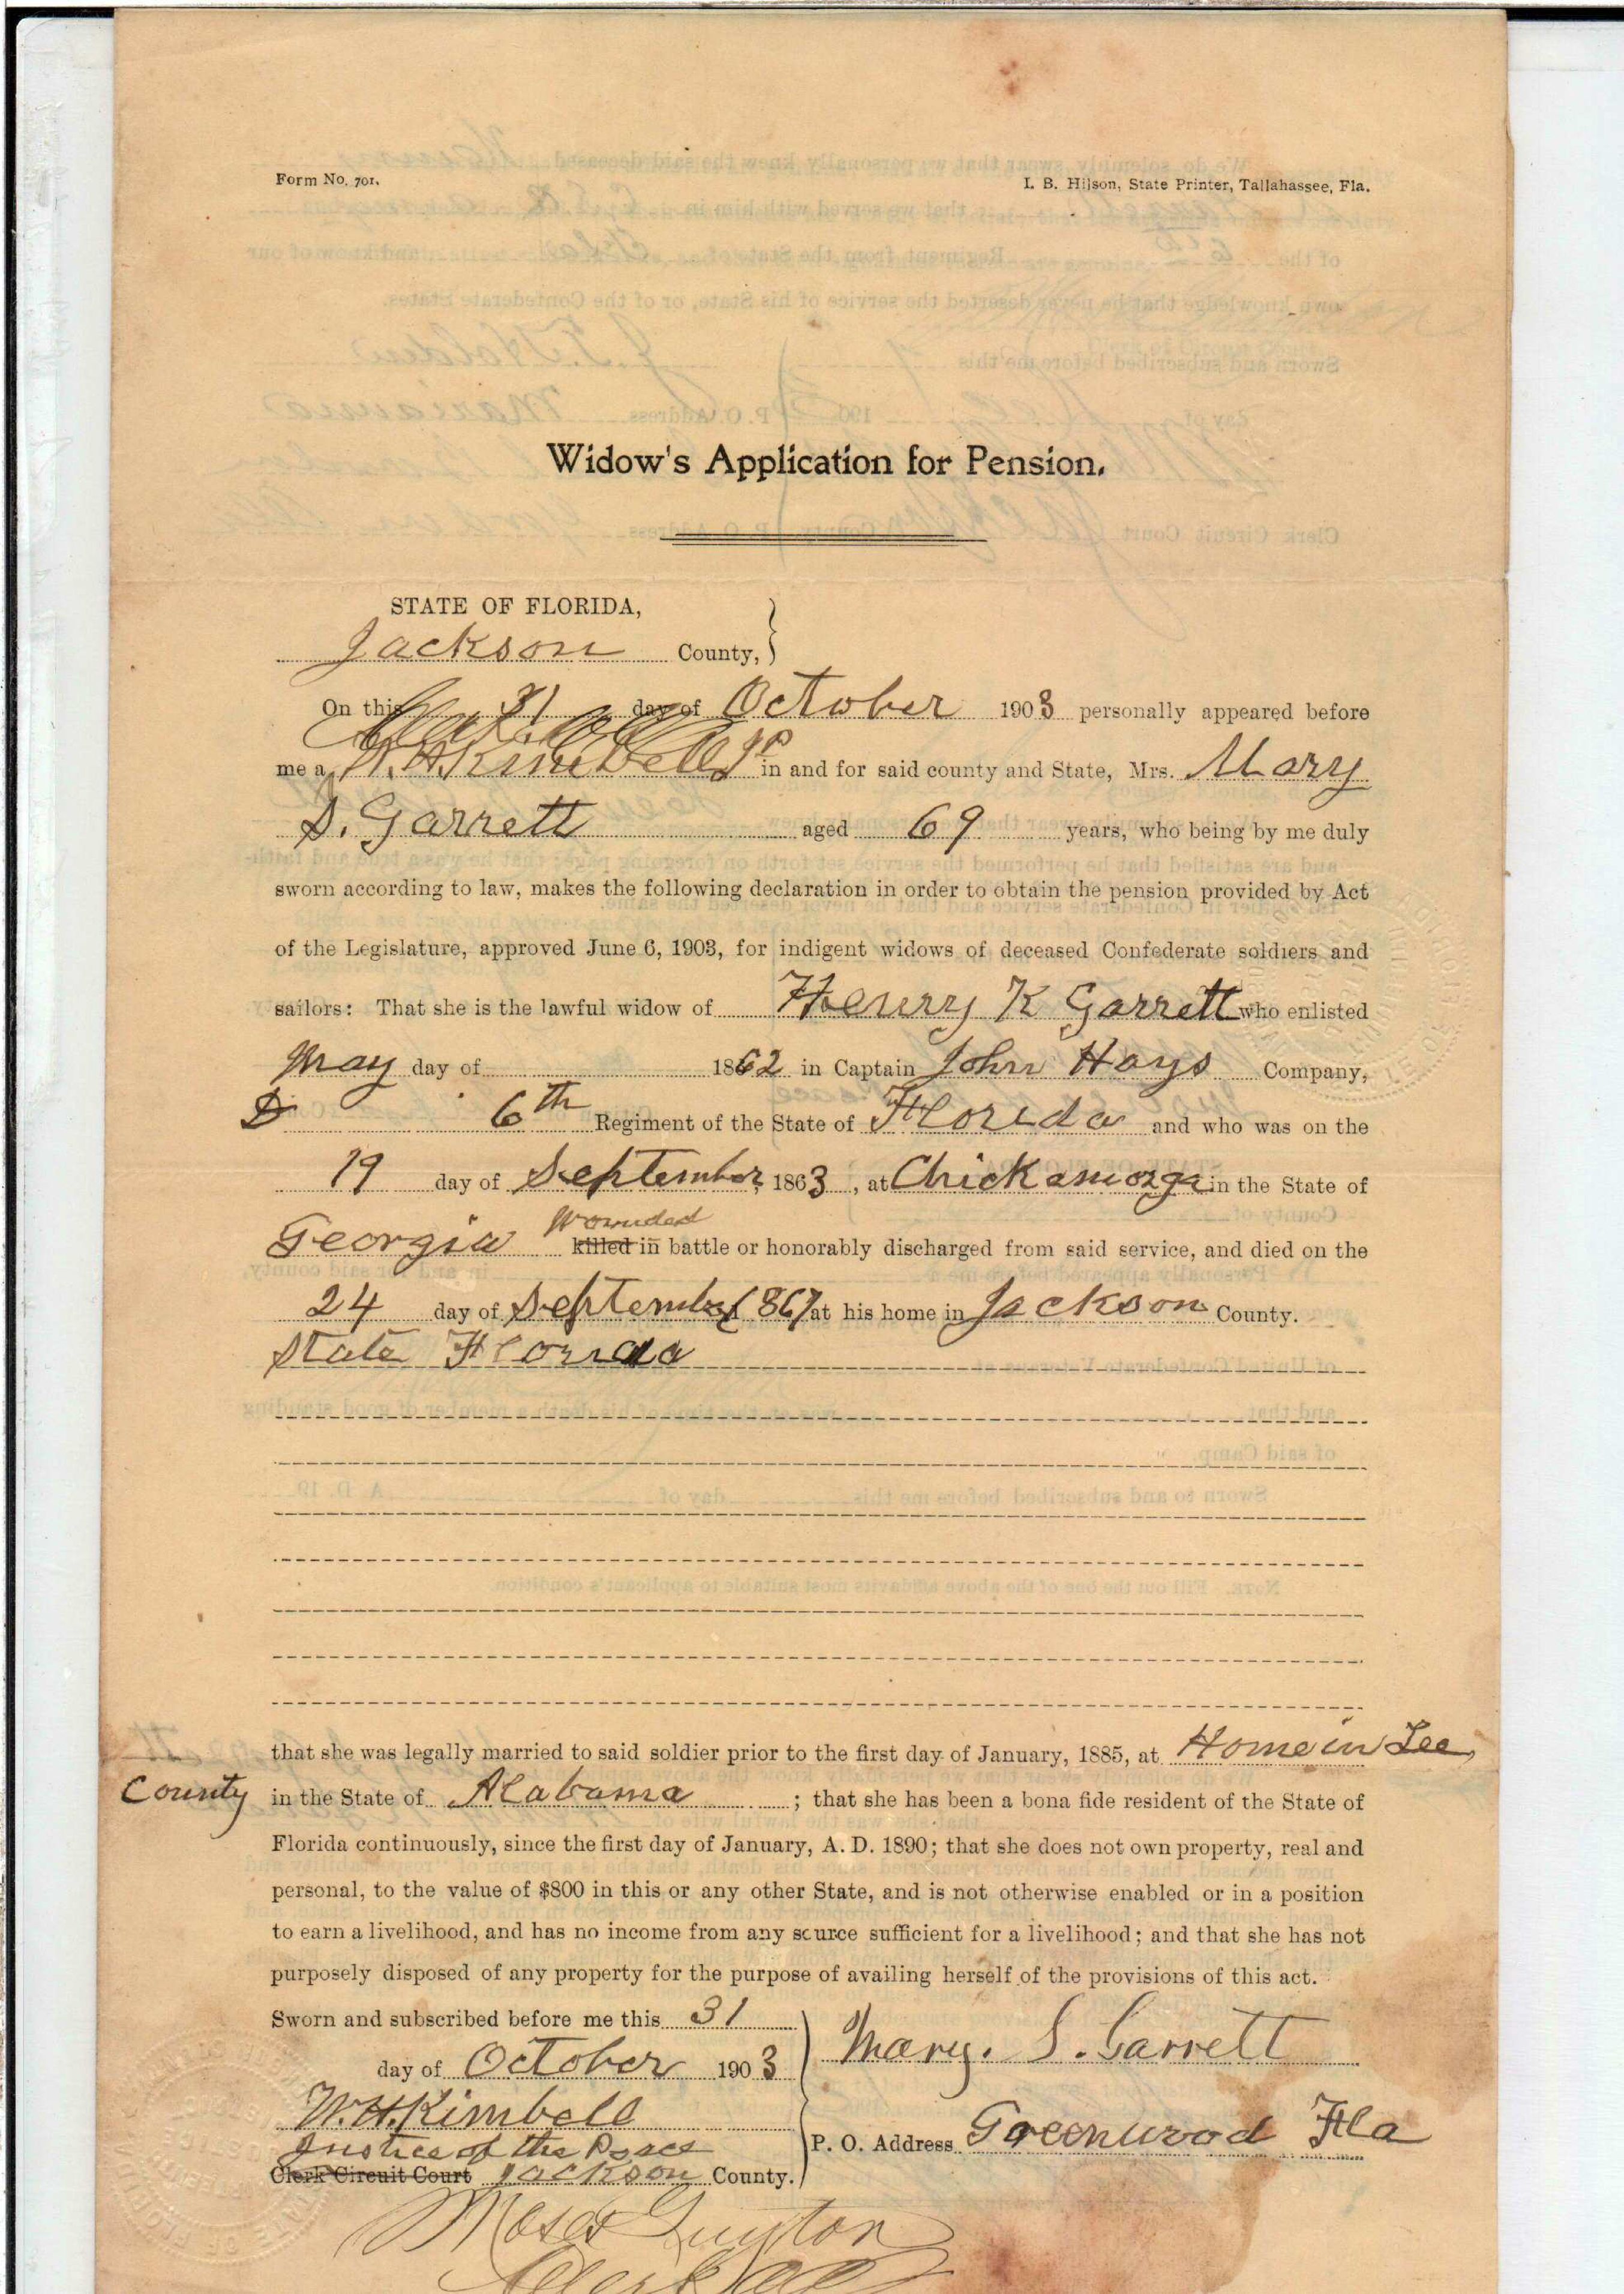 Form No. 701.
I. B. Hilson, State Printer, Tallahassee, Fla.
Widow's Application for Pension.
STATE OF FLORIDA,
Jackson County,
On this 31 day of October 1903 personally appeared before
me a W. H. Kimbell JP in and for said county and State, Mrs. Mary
S. Garrett aged 69 years, who being by me duly
sworn according to law, makes the following declaration in order to obtain the pension provided by Act
of the Legislature, approved June 6, 1903, for indigent widows of deceased Confederate soldiers and
sailors: That she is the lawful widow of Henry K Garrett who enlisted
May day of 1862 in Captain John Hays Company,
D 6th Regiment of the State of Florida and who was on the
19 day of September, 1863, at Chickamorga in the State of
Georgia Wounded killed in battle or honorably discharged from said service, and died on the
24 day of September 1867 at his home in Jackson County.
State Florida
that she was legally married to said soldier prior to the first day of January, 1885, at Home in Lee
County in the State of Alabama; that she has been a bona fide resident of the State of
Florida continuously, since the first day of January, A. D. 1890; that she does not own property, real and
personal, to the value of $800 in this or any other State, and is not otherwise enabled or in a position
to earn a livelihood, and has no income from any source sufficient for a livelihood; and that she has not
purposely disposed of any property for the purpose of availing herself of the provisions of this act.
Sworn and subscribed before me this 31
day of October 1903
Mary. S. Garrett
W. H. Kimbell
Justice of the Peace
P. O. Address Greenwood Fla
Clerk Circuit Court Jackson County.
Moses Guyton
Clerk